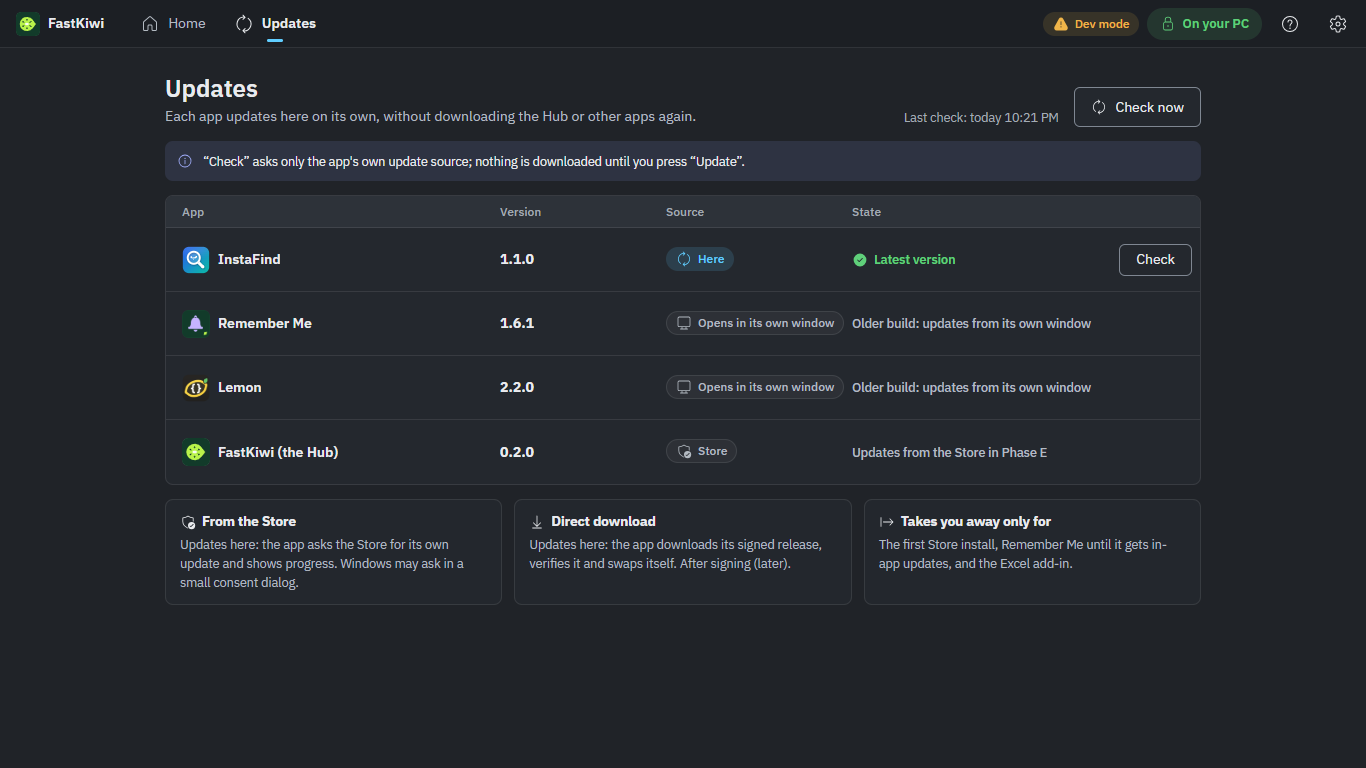 FastKiwi
Home
Updates
Dev mode
On your PC
Updates
Each app updates here on its own, without downloading the Hub or other apps again.
Last check: today 10:21 PM
Check now
“Check” asks only the app's own update source; nothing is downloaded until you press “Update”.
App Version Source State
InstaFind 1.1.0 Here Latest version Check
Remember Me 1.6.1 Opens in its own window Older build: updates from its own window
Lemon 2.2.0 Opens in its own window Older build: updates from its own window
FastKiwi (the Hub) 0.2.0 Store Updates from the Store in Phase E
From the Store
Updates here: the app asks the Store for its own
update and shows progress. Windows may ask in a
small consent dialog.
Direct download
Updates here: the app downloads its signed release,
verifies it and swaps itself. After signing (later).
Takes you away only for
The first Store install, Remember Me until it gets in-
app updates, and the Excel add-in.